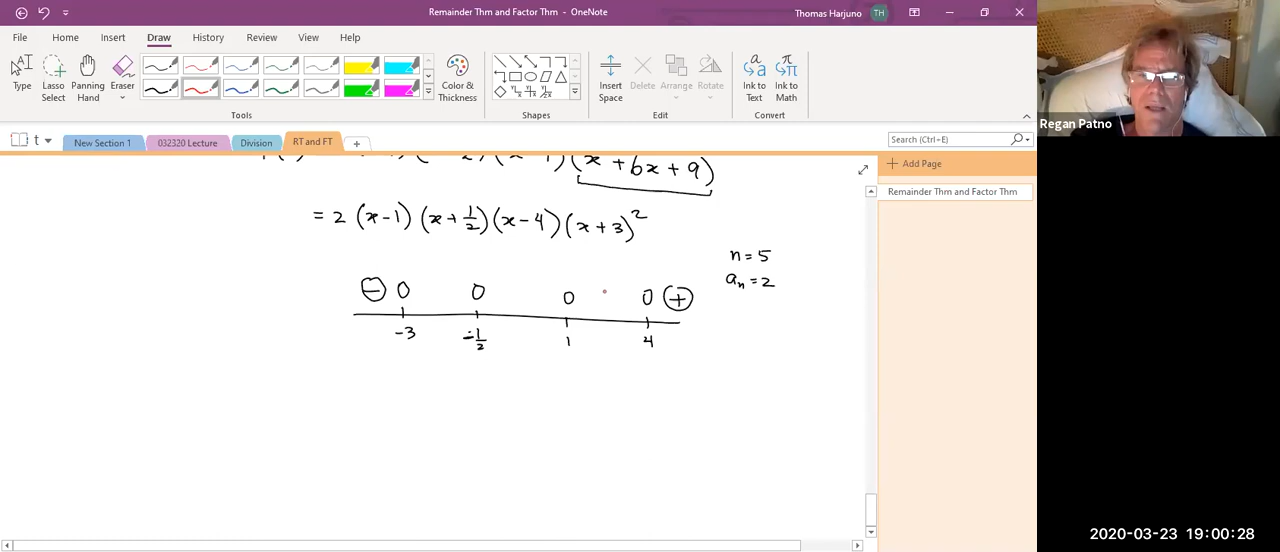 Remainder Thm and Factor Thm - OneNote
Thomas Harjuno TH
File Home Insert Draw History Review View Help
Type Lasso Select Panning Hand Eraser Color & Thickness Insert Space Delete Arrange Rotate Ink to Text Ink to Math
Tools Shapes Edit Convert
t New Section 1 032320 Lecture Division RT and FT + Search (Ctrl+E)
Regan Patno
+ Add Page
Remainder Thm and Factor Thm
(x + 6x + 9)
= 2 (x-1) (x + 1/2) (x - 4) (x + 3)²
n = 5
aₙ = 2
− 0 0 0 0 +
-3 -1/2 1 4
2020-03-23 19:00:28